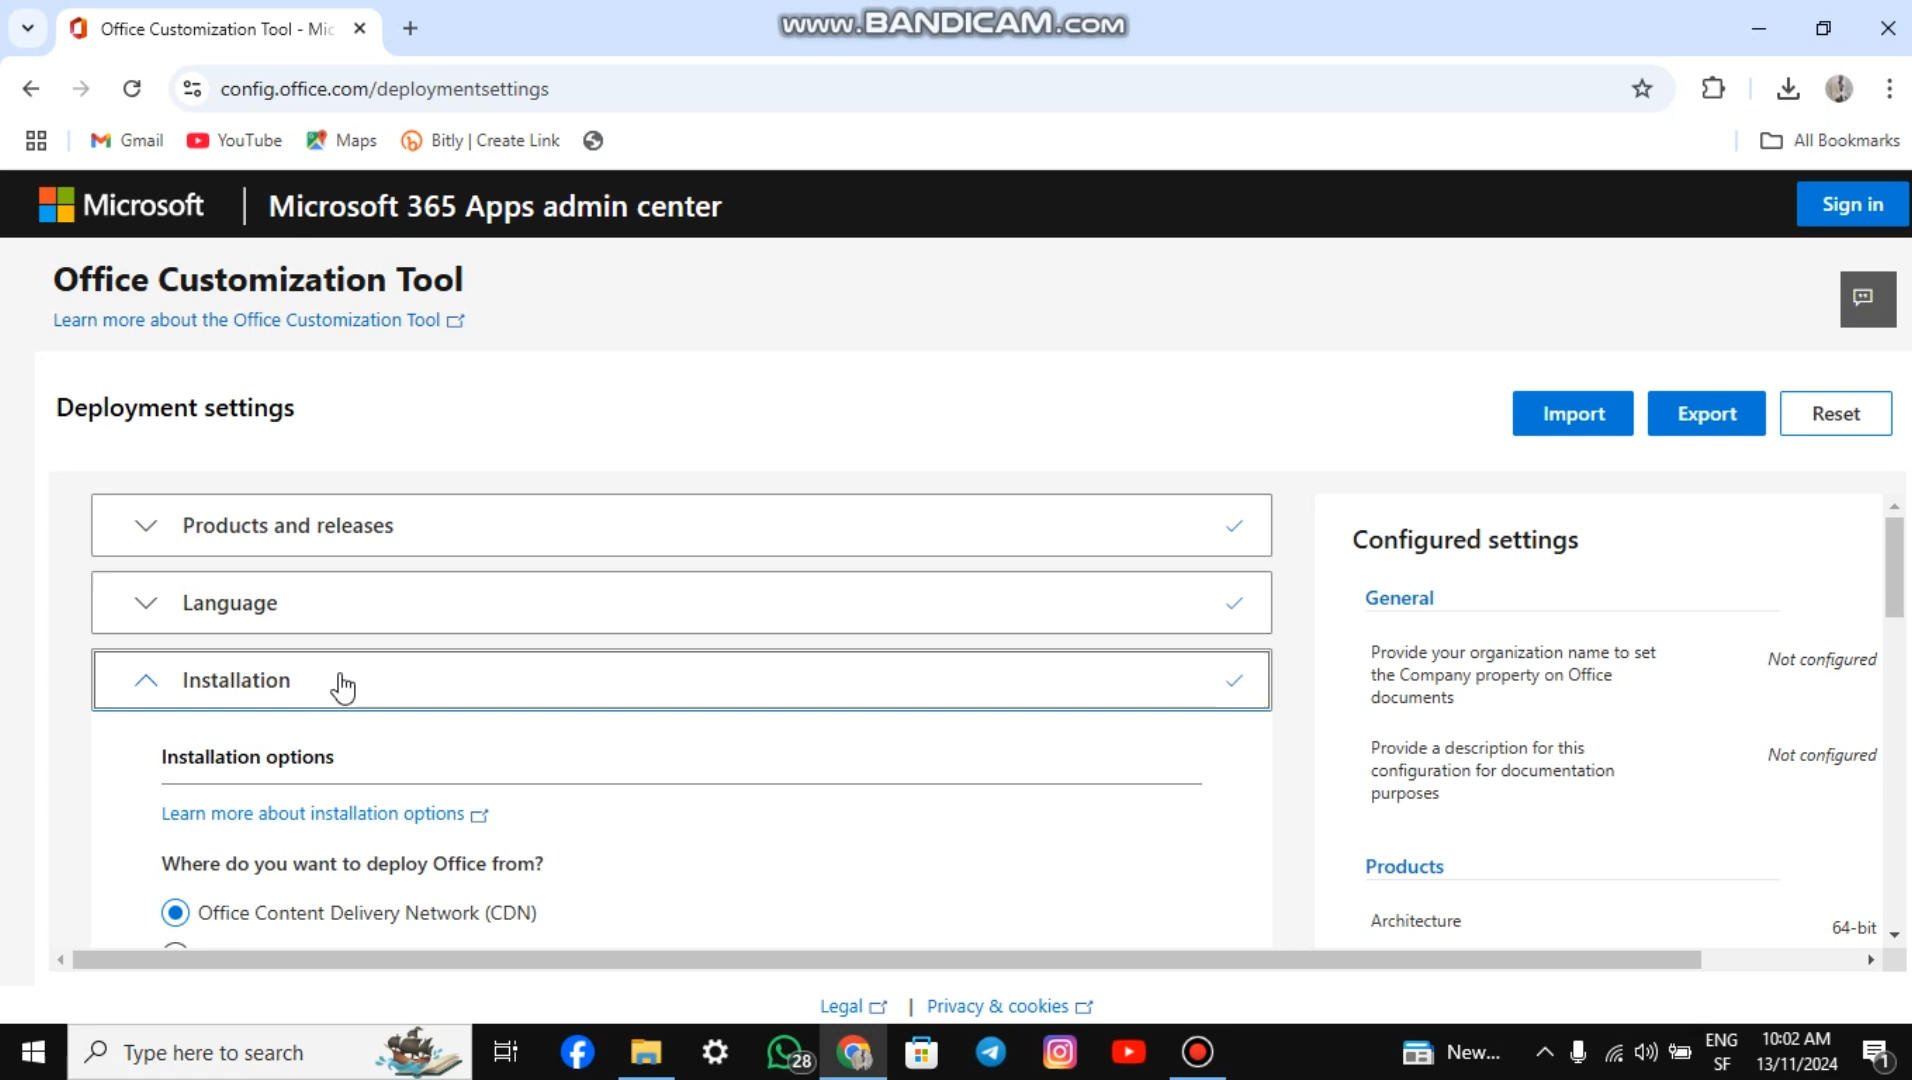 www.BANDICAM.com
Office Customization Tool - Mic
config.office.com/deploymentsettings
Gmail
YouTube
Maps
Bitly | Create Link
All Bookmarks
Microsoft
Microsoft 365 Apps admin center
Sign in
Office Customization Tool
Learn more about the Office Customization Tool
Deployment settings
Import
Export
Reset
Products and releases
Language
Installation
Installation options
Learn more about installation options
Where do you want to deploy Office from?
Office Content Delivery Network (CDN)
Configured settings
General
Provide your organization name to set
the Company property on Office
documents
Not configured
Provide a description for this
configuration for documentation
purposes
Not configured
Products
Architecture
64-bit
Legal
|
Privacy & cookies
Type here to search
28
New...
ENG
SF
10:02 AM
13/11/2024
1